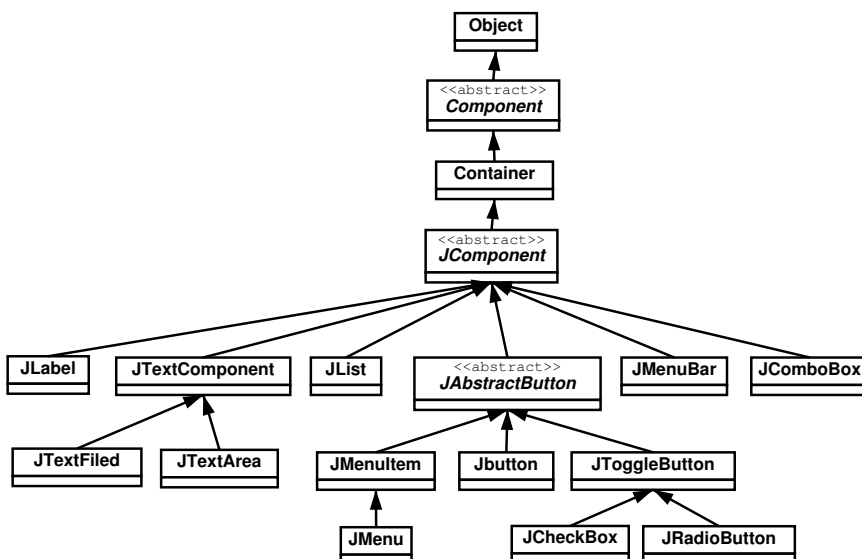 Object
<<abstract>>
Component
Container
<<abstract>>
JComponent
JLabel
JTextComponent
JList
<<abstract>>
JAbstractButton
JMenuBar
JComboBox
JTextFiled
JTextArea
JMenuItem
Jbutton
JToggleButton
JMenu
JCheckBox
JRadioButton